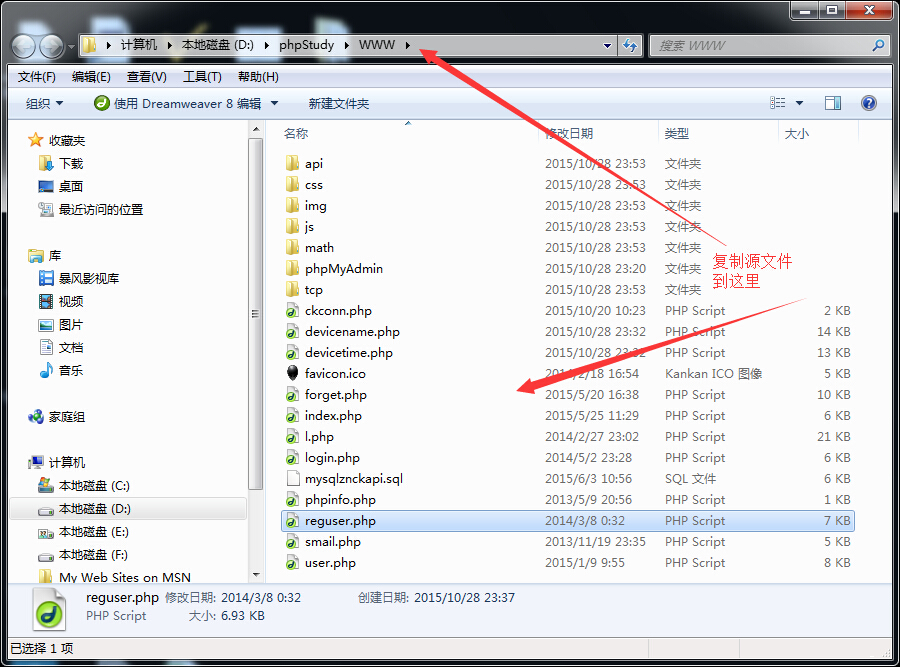 计算机 本地磁盘 (D:) phpStudy WWW
搜索 WWW
文件(F) 编辑(E) 查看(V) 工具(T) 帮助(H)
组织 使用 Dreamweaver 8 编辑 新建文件夹
收藏夹
下载
桌面
最近访问的位置
库
暴风影视库
视频
图片
文档
音乐
家庭组
计算机
本地磁盘 (C:)
本地磁盘 (D:)
本地磁盘 (E:)
本地磁盘 (F:)
My Web Sites on MSN
名称 修改日期 类型 大小
api 2015/10/28 23:53 文件夹
css 2015/10/28 23:53 文件夹
img 2015/10/28 23:53 文件夹
js 2015/10/28 23:53 文件夹
math 2015/10/28 23:53 文件夹
phpMyAdmin 2015/10/28 23:20 文件夹
tcp 2015/10/28 23:53 文件夹
ckconn.php 2015/10/20 10:23 PHP Script 2 KB
devicename.php 2015/10/28 23:32 PHP Script 14 KB
devicetime.php 2015/10/28 23:32 PHP Script 13 KB
favicon.ico 2014/2/18 16:54 Kankan ICO 图像 5 KB
forget.php 2015/5/20 16:38 PHP Script 10 KB
index.php 2015/5/25 11:29 PHP Script 6 KB
l.php 2014/2/27 23:02 PHP Script 21 KB
login.php 2014/5/2 23:28 PHP Script 6 KB
mysqlznckapi.sql 2015/6/3 10:56 SQL 文件 6 KB
phpinfo.php 2013/5/9 20:56 PHP Script 1 KB
reguser.php 2014/3/8 0:32 PHP Script 7 KB
smail.php 2013/11/19 23:35 PHP Script 5 KB
user.php 2015/1/9 9:55 PHP Script 8 KB
复制源文件
到这里
reguser.php 修改日期: 2014/3/8 0:32 创建日期: 2015/10/28 23:37
PHP Script 大小: 6.93 KB
已选择 1 项